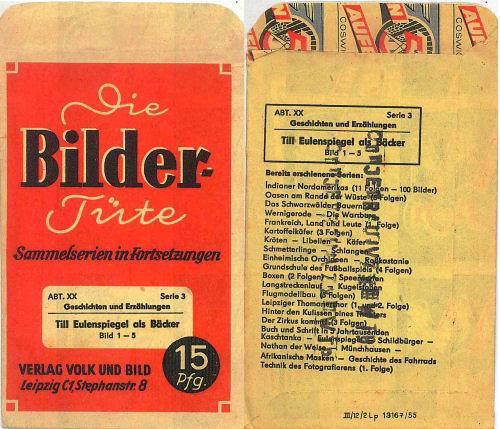 Die
Bilder-
Tüte
Sammelserien in Fortsetzungen
ABT. XX Serie 3
Geschichten und Erzählungen
Till Eulenspiegel als Bäcker
Bild 1 – 5
15
Pfg.
VERLAG VOLK UND BILD
Leipzig C1, Stephanstr. 8
COSWIG
ABT. XX Serie 3
Geschichten und Erzählungen
Till Eulenspiegel als Bäcker
Bild 1 – 5
Bereits erschienene Serien:
Indianer Nordamerikas (11 Folgen – 100 Bilder)
Oasen am Rande der Wüste Folgen)
Das Schwarzwälder Bauernhaus
Wernigerode – Die Wartburg
Frankreich, Land und Leute Folge)
Kartoffelkäfer (3 Folgen)
Kröten – Libellen – Käfer
Schmetterlinge – Schlangen
Einheimische Orchideen – Roßkastanie
Grundschule des Fußballspiels (4 Folgen)
Boxen (2 Folgen) – Speerwerfen
Langstreckenlauf – Kugelstoßen
Flugmodellbau Folgen)
Leipziger Thomanerchor (1. und 2. Folge)
Hinter den Kulissen eines Theaters
Der Zirkus kommt (3 Folgen)
Buch und Schrift in 5 Jahrtausenden
Kaschtanka – Eulenspiegel – Schildbürger –
Nathan der Weise – Münchhausen –
Afrikanische Masken – Geschichte des Fahrrads
Technik des Fotografierens (1. Folge)
III/12/2 Lp 13167/55